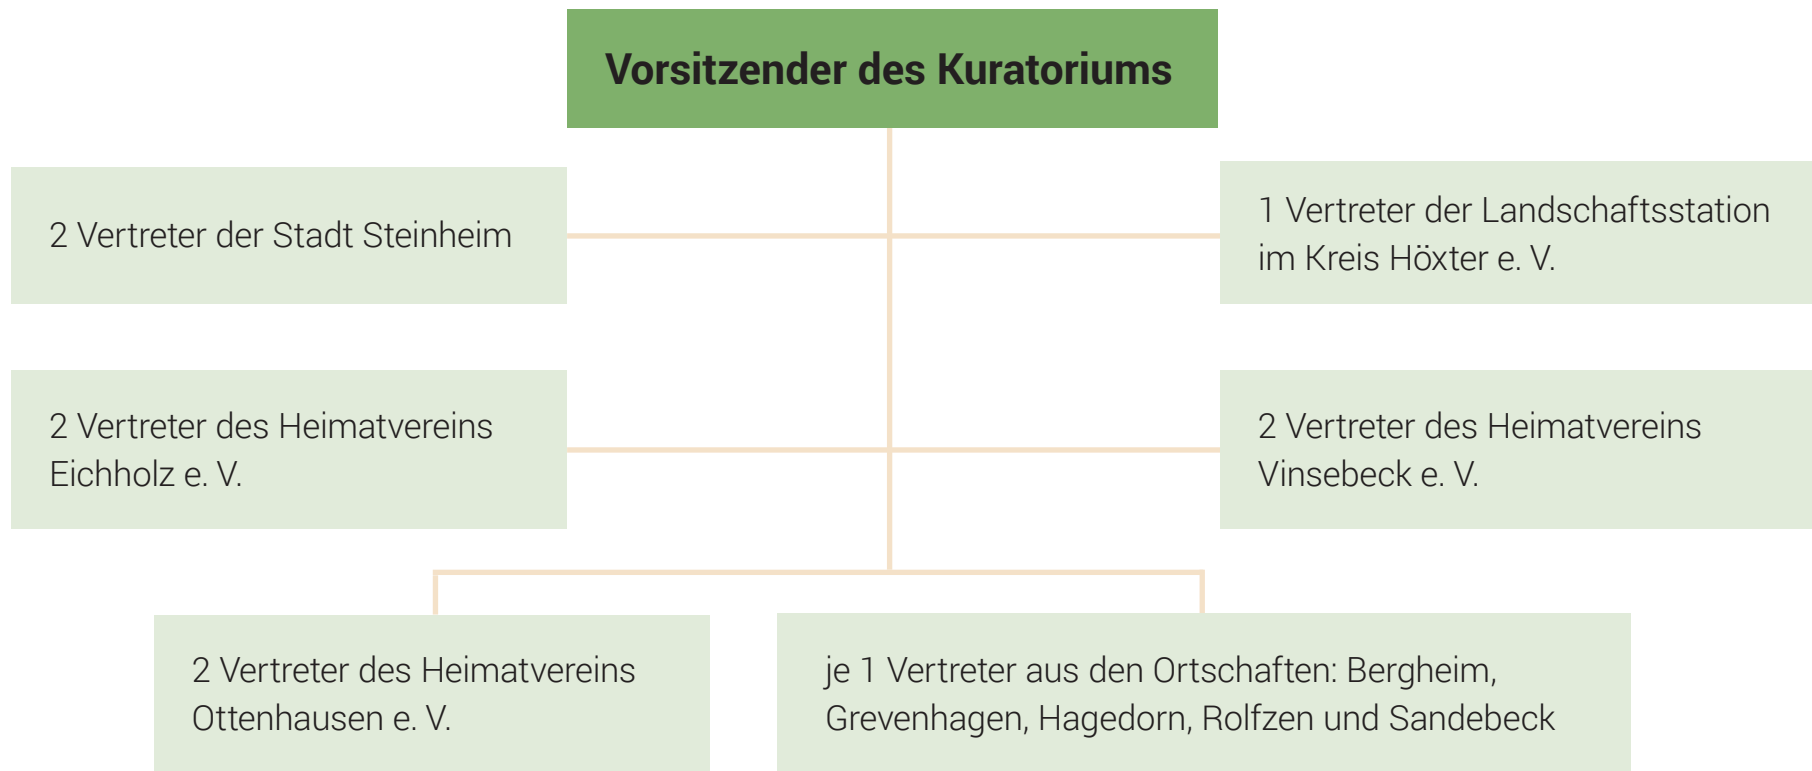 Vorsitzender des Kuratoriums
2 Vertreter der Stadt Steinheim
1 Vertreter der Landschaftsstation
im Kreis Höxter e. V.
2 Vertreter des Heimatvereins
Eichholz e. V.
2 Vertreter des Heimatvereins
Vinsebeck e. V.
2 Vertreter des Heimatvereins
Ottenhausen e. V.
je 1 Vertreter aus den Ortschaften: Bergheim,
Grevenhagen, Hagedorn, Rolfzen und Sandebeck